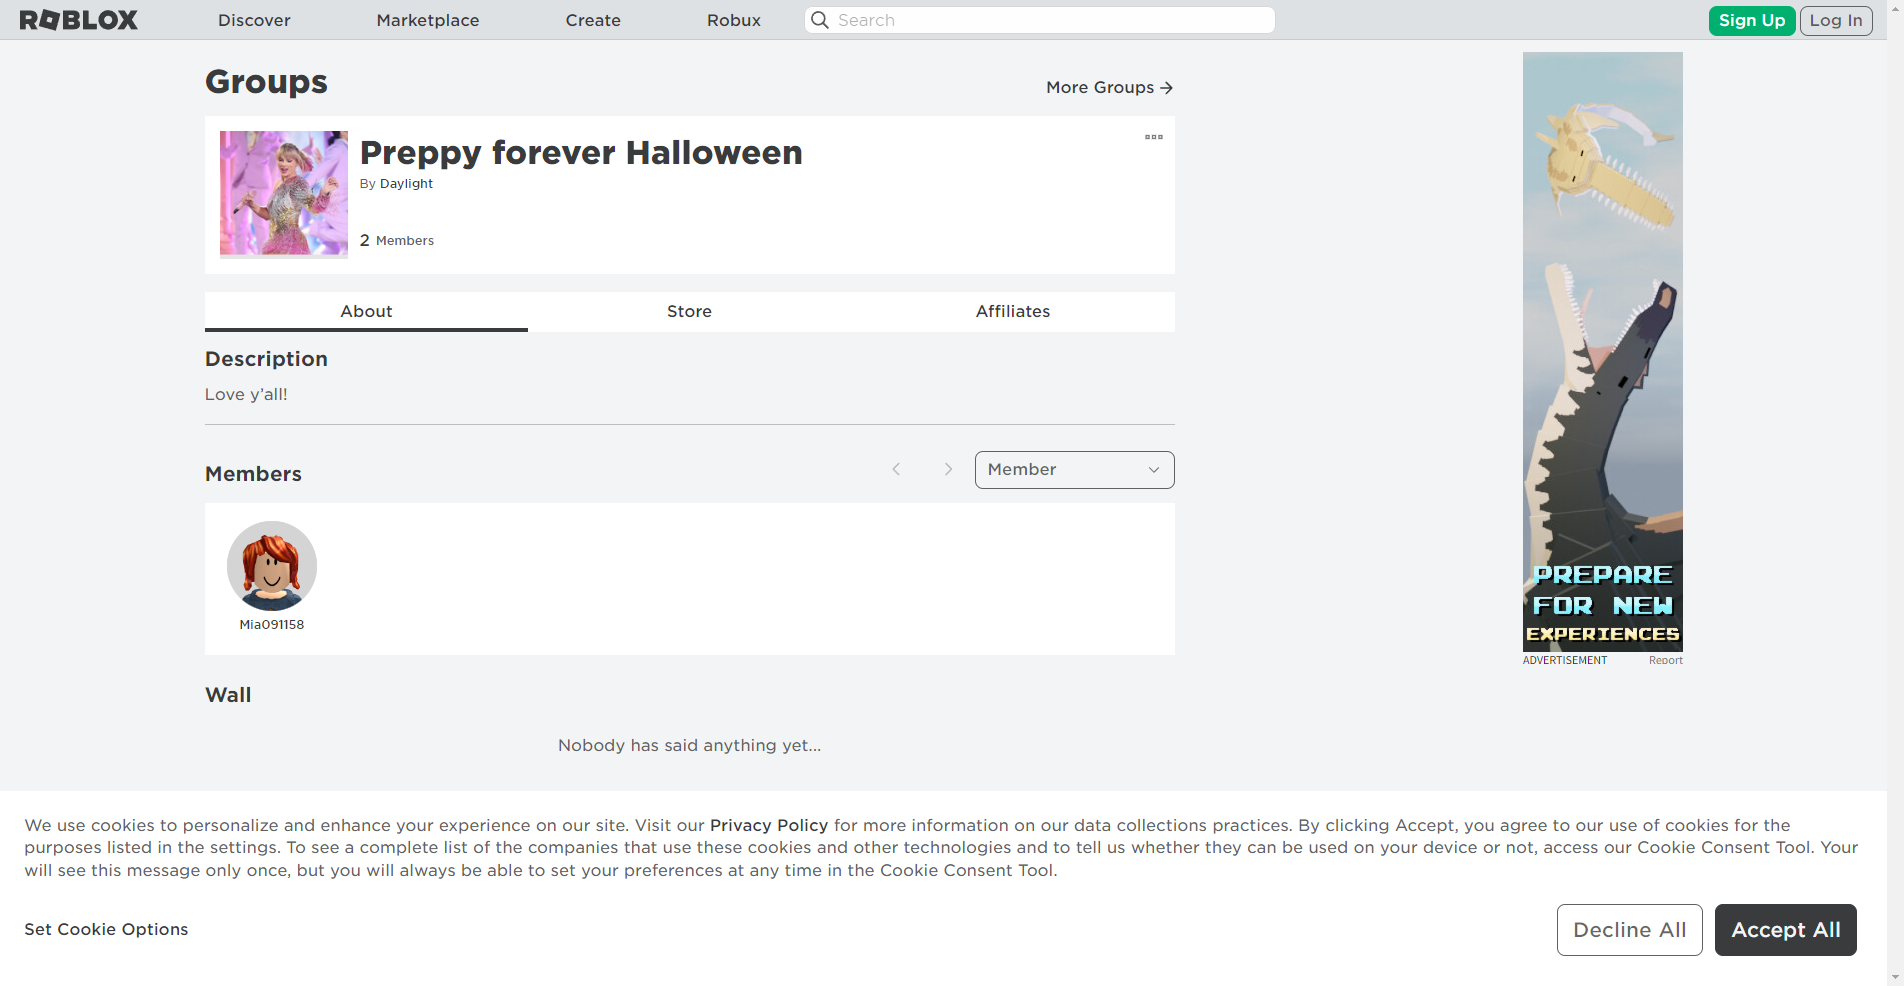 ROBLOX Discover Marketplace Create Robux Search Sign Up Log In
Groups
More Groups
Preppy forever Halloween
By Daylight
2 Members
About Store Affiliates
Description
Love y'all!
Members
Member
Mia091158
Wall
Nobody has said anything yet...
PREPARE
FOR NEW
EXPERIENCES
ADVERTISEMENT Report
We use cookies to personalize and enhance your experience on our site. Visit our Privacy Policy for more information on our data collections practices. By clicking Accept, you agree to our use of cookies for the
purposes listed in the settings. To see a complete list of the companies that use these cookies and other technologies and to tell us whether they can be used on your device or not, access our Cookie Consent Tool. Your
will see this message only once, but you will always be able to set your preferences at any time in the Cookie Consent Tool.
Set Cookie Options
Decline All
Accept All